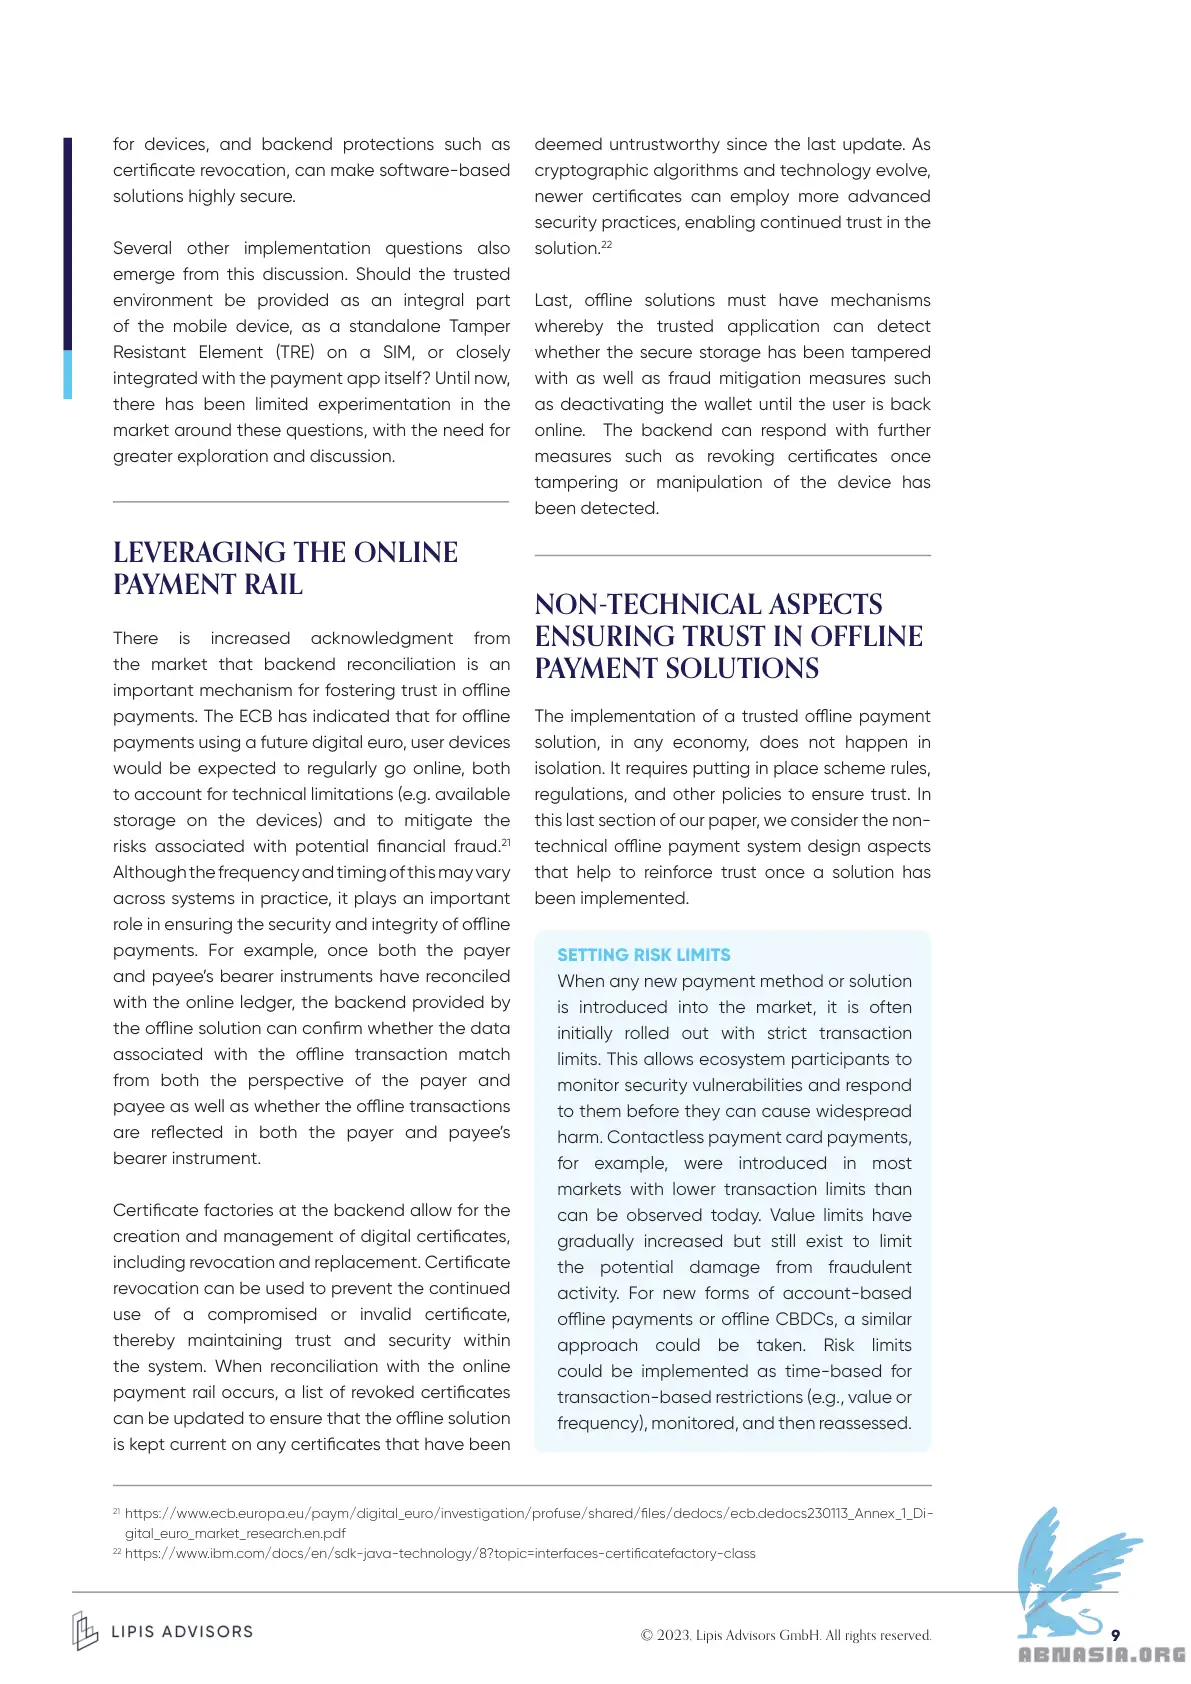 for devices, and backend protections such as
certificate revocation, can make software-based
solutions highly secure.
Several other implementation questions also
emerge from this discussion. Should the trusted
environment be provided as an integral part
of the mobile device, as a standalone Tamper
Resistant Element (TRE) on a SIM, or closely
integrated with the payment app itself? Until now,
there has been limited experimentation in the
market around these questions, with the need for
greater exploration and discussion.
LEVERAGING THE ONLINE
PAYMENT RAIL
There is increased acknowledgment from
the market that backend reconciliation is an
important mechanism for fostering trust in offline
payments. The ECB has indicated that for offline
payments using a future digital euro, user devices
would be expected to regularly go online, both
to account for technical limitations (e.g. available
storage on the devices) and to mitigate the
risks associated with potential financial fraud.21
Although the frequency and timing of this may vary
across systems in practice, it plays an important
role in ensuring the security and integrity of offline
payments. For example, once both the payer
and payee’s bearer instruments have reconciled
with the online ledger, the backend provided by
the offline solution can confirm whether the data
associated with the offline transaction match
from both the perspective of the payer and
payee as well as whether the offline transactions
are reflected in both the payer and payee’s
bearer instrument.
Certificate factories at the backend allow for the
creation and management of digital certificates,
including revocation and replacement. Certificate
revocation can be used to prevent the continued
use of a compromised or invalid certificate,
thereby maintaining trust and security within
the system. When reconciliation with the online
payment rail occurs, a list of revoked certificates
can be updated to ensure that the offline solution
is kept current on any certificates that have been
deemed untrustworthy since the last update. As
cryptographic algorithms and technology evolve,
newer certificates can employ more advanced
security practices, enabling continued trust in the
solution.22
Last, offline solutions must have mechanisms
whereby the trusted application can detect
whether the secure storage has been tampered
with as well as fraud mitigation measures such
as deactivating the wallet until the user is back
online. The backend can respond with further
measures such as revoking certificates once
tampering or manipulation of the device has
been detected.
NON-TECHNICAL ASPECTS
ENSURING TRUST IN OFFLINE
PAYMENT SOLUTIONS
The implementation of a trusted offline payment
solution, in any economy, does not happen in
isolation. It requires putting in place scheme rules,
regulations, and other policies to ensure trust. In
this last section of our paper, we consider the non-
technical offline payment system design aspects
that help to reinforce trust once a solution has
been implemented.
SETTING RISK LIMITS
When any new payment method or solution
is introduced into the market, it is often
initially rolled out with strict transaction
limits. This allows ecosystem participants to
monitor security vulnerabilities and respond
to them before they can cause widespread
harm. Contactless payment card payments,
for example, were introduced in most
markets with lower transaction limits than
can be observed today. Value limits have
gradually increased but still exist to limit
the potential damage from fraudulent
activity. For new forms of account-based
offline payments or offline CBDCs, a similar
approach could be taken. Risk limits
could be implemented as time-based for
transaction-based restrictions (e.g., value or
frequency), monitored, and then reassessed.
21 https://www.ecb.europa.eu/paym/digital_euro/investigation/profuse/shared/files/dedocs/ecb.dedocs230113_Annex_1_Di-
gital_euro_market_research.en.pdf
22 https://www.ibm.com/docs/en/sdk-java-technology/8?topic=interfaces-certificatefactory-class
LIPIS ADVISORS
© 2023, Lipis Advisors GmbH. All rights reserved.
9
ABNASIA.ORG